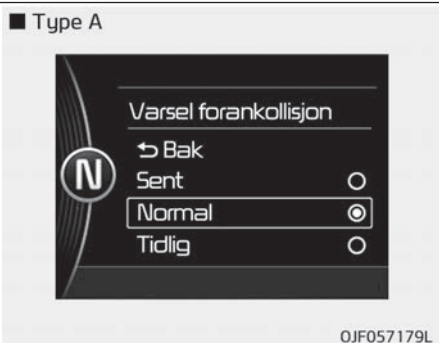 ■ Type A
Varsel forankollisjon
⮌ Bak
Sent
N
Normal
Tidlig
OJF057179L